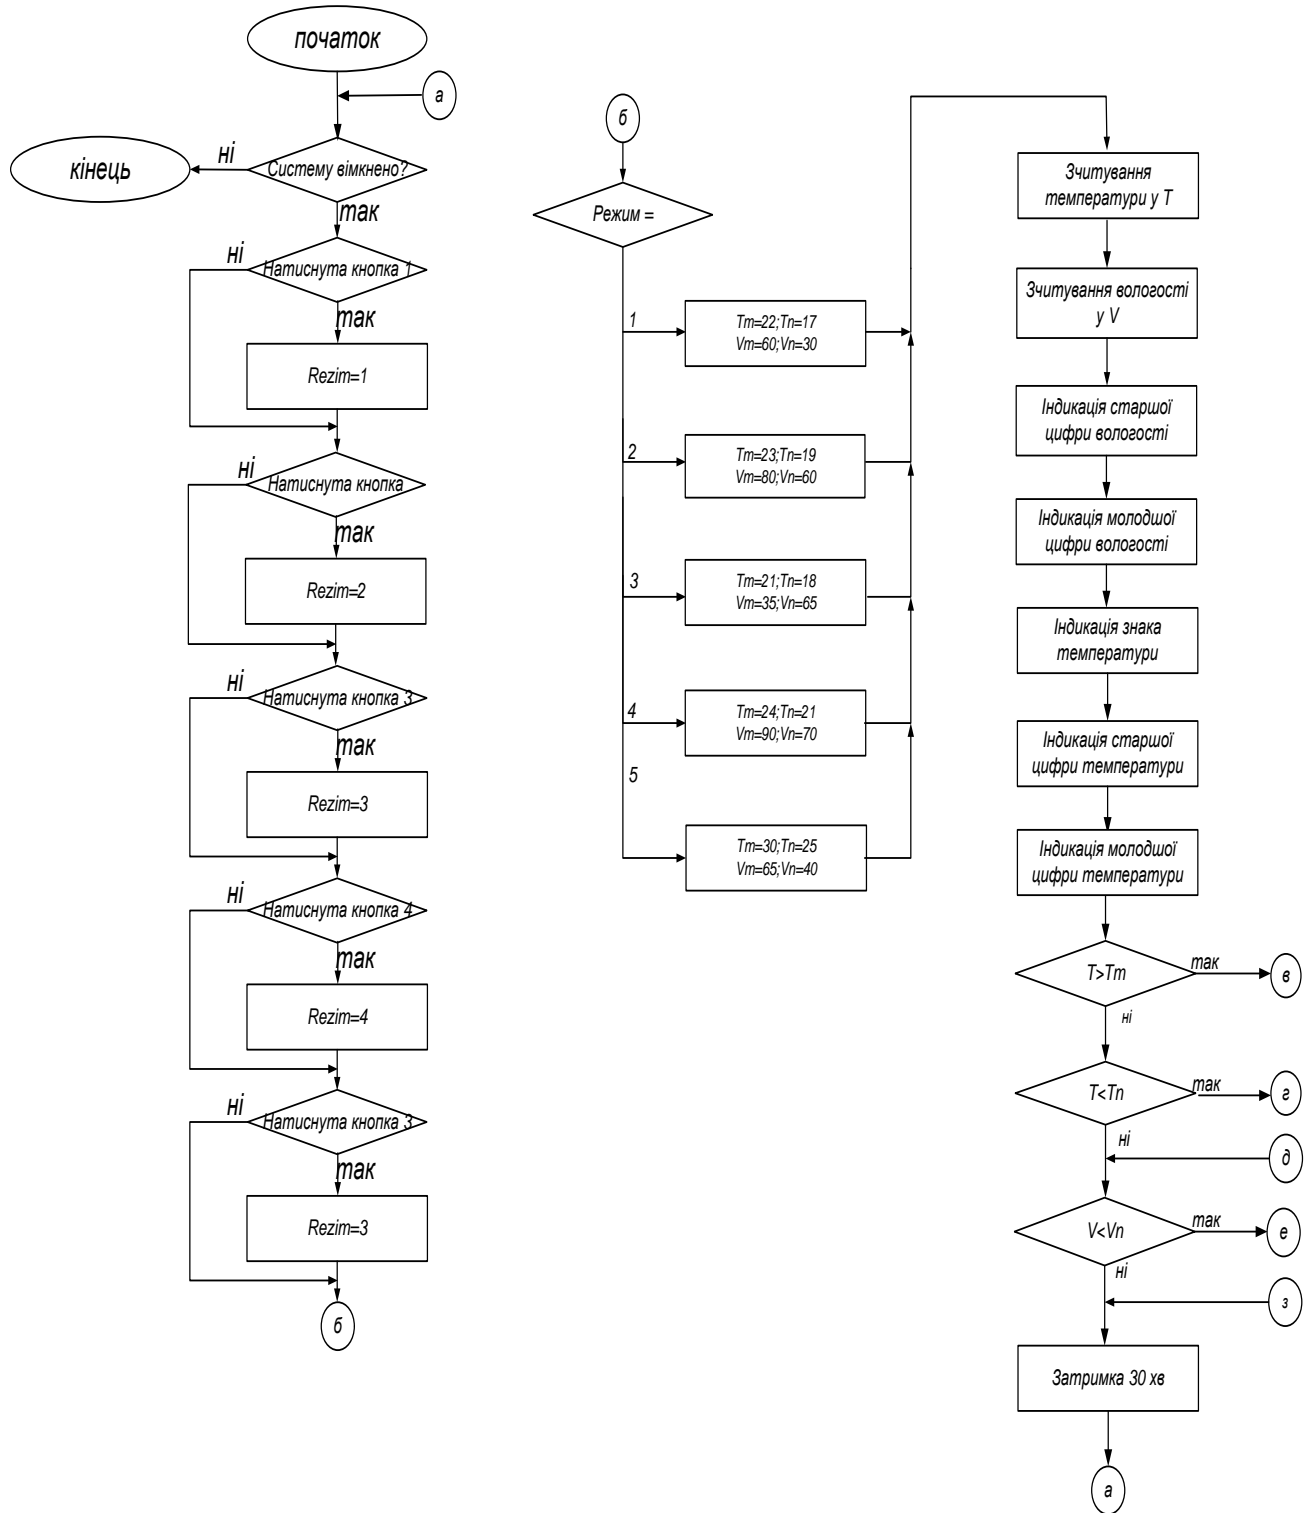 початок
а
Систему вімкнено?
ні
кінець
так
Натиснута кнопка 1
ні
так
Rezim=1
Натиснута кнопка
ні
так
Rezim=2
Натиснута кнопка 3
ні
так
Rezim=3
Натиснута кнопка 4
ні
так
Rezim=4
Натиснута кнопка 3
ні
так
Rezim=3
б
б
Режим =
1
Tm=22;Tn=17
Vm=60;Vn=30
2
Tm=23;Tn=19
Vm=80;Vn=60
3
Tm=21;Tn=18
Vm=35;Vn=65
4
Tm=24;Tn=21
Vm=90;Vn=70
5
Tm=30;Tn=25
Vm=65;Vn=40
Зчитування
температури у Т
Зчитування вологості
у V
Індикація старшої
цифри вологості
Індикація молодшої
цифри вологості
Індикація знака
температури
Індикація старшої
цифри температури
Індикація молодшої
цифри температури
T>Tm
так
в
ні
T<Tn
так
г
ні
д
V<Vn
так
е
ні
з
Затримка 30 хв
а